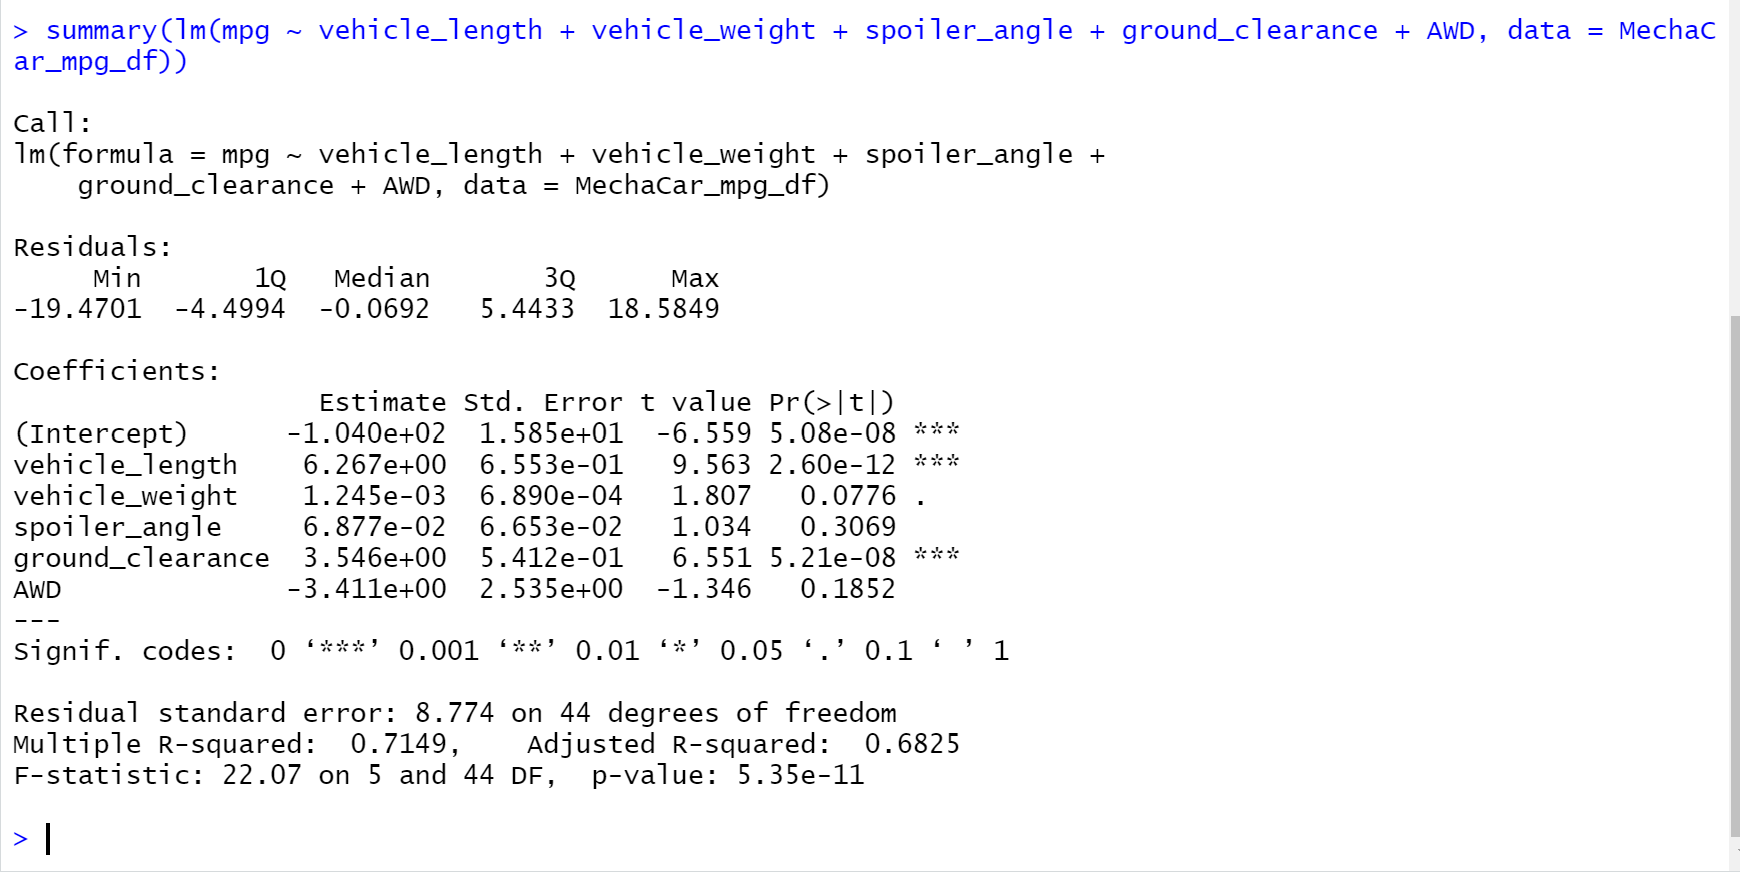 > summary(lm(mpg ~ vehicle_length + vehicle_weight + spoiler_angle + ground_clearance + AWD, data = MechaC
ar_mpg_df))
Call:
lm(formula = mpg ~ vehicle_length + vehicle_weight + spoiler_angle +
    ground_clearance + AWD, data = MechaCar_mpg_df)
Residuals:
     Min       1Q   Median       3Q      Max
-19.4701  -4.4994  -0.0692   5.4433  18.5849
Coefficients:
                   Estimate Std. Error t value Pr(>|t|)
(Intercept)      -1.040e+02  1.585e+01  -6.559 5.08e-08 ***
vehicle_length    6.267e+00  6.553e-01   9.563 2.60e-12 ***
vehicle_weight    1.245e-03  6.890e-04   1.807   0.0776 .
spoiler_angle     6.877e-02  6.653e-02   1.034   0.3069
ground_clearance  3.546e+00  5.412e-01   6.551 5.21e-08 ***
AWD              -3.411e+00  2.535e+00  -1.346   0.1852
---
Signif. codes:  0 ‘***’ 0.001 ‘**’ 0.01 ‘*’ 0.05 ‘.’ 0.1 ‘ ’ 1
Residual standard error: 8.774 on 44 degrees of freedom
Multiple R-squared:  0.7149,    Adjusted R-squared:  0.6825
F-statistic: 22.07 on 5 and 44 DF,  p-value: 5.35e-11
>